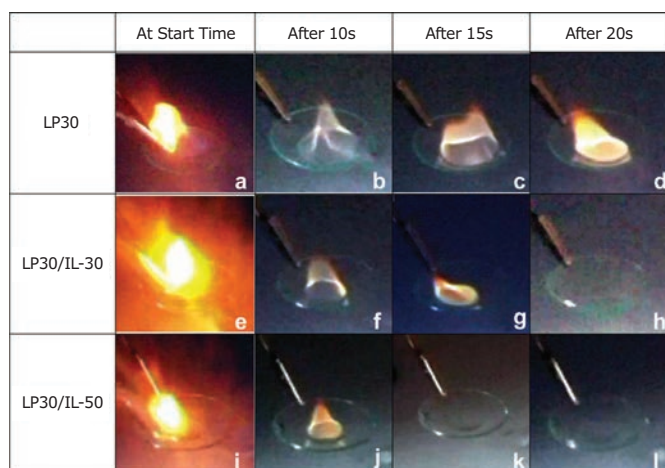 At Start Time After 10s After 15s After 20s
LP30
a b c d
LP30/IL-30
e f g h
LP30/IL-50
i j k l